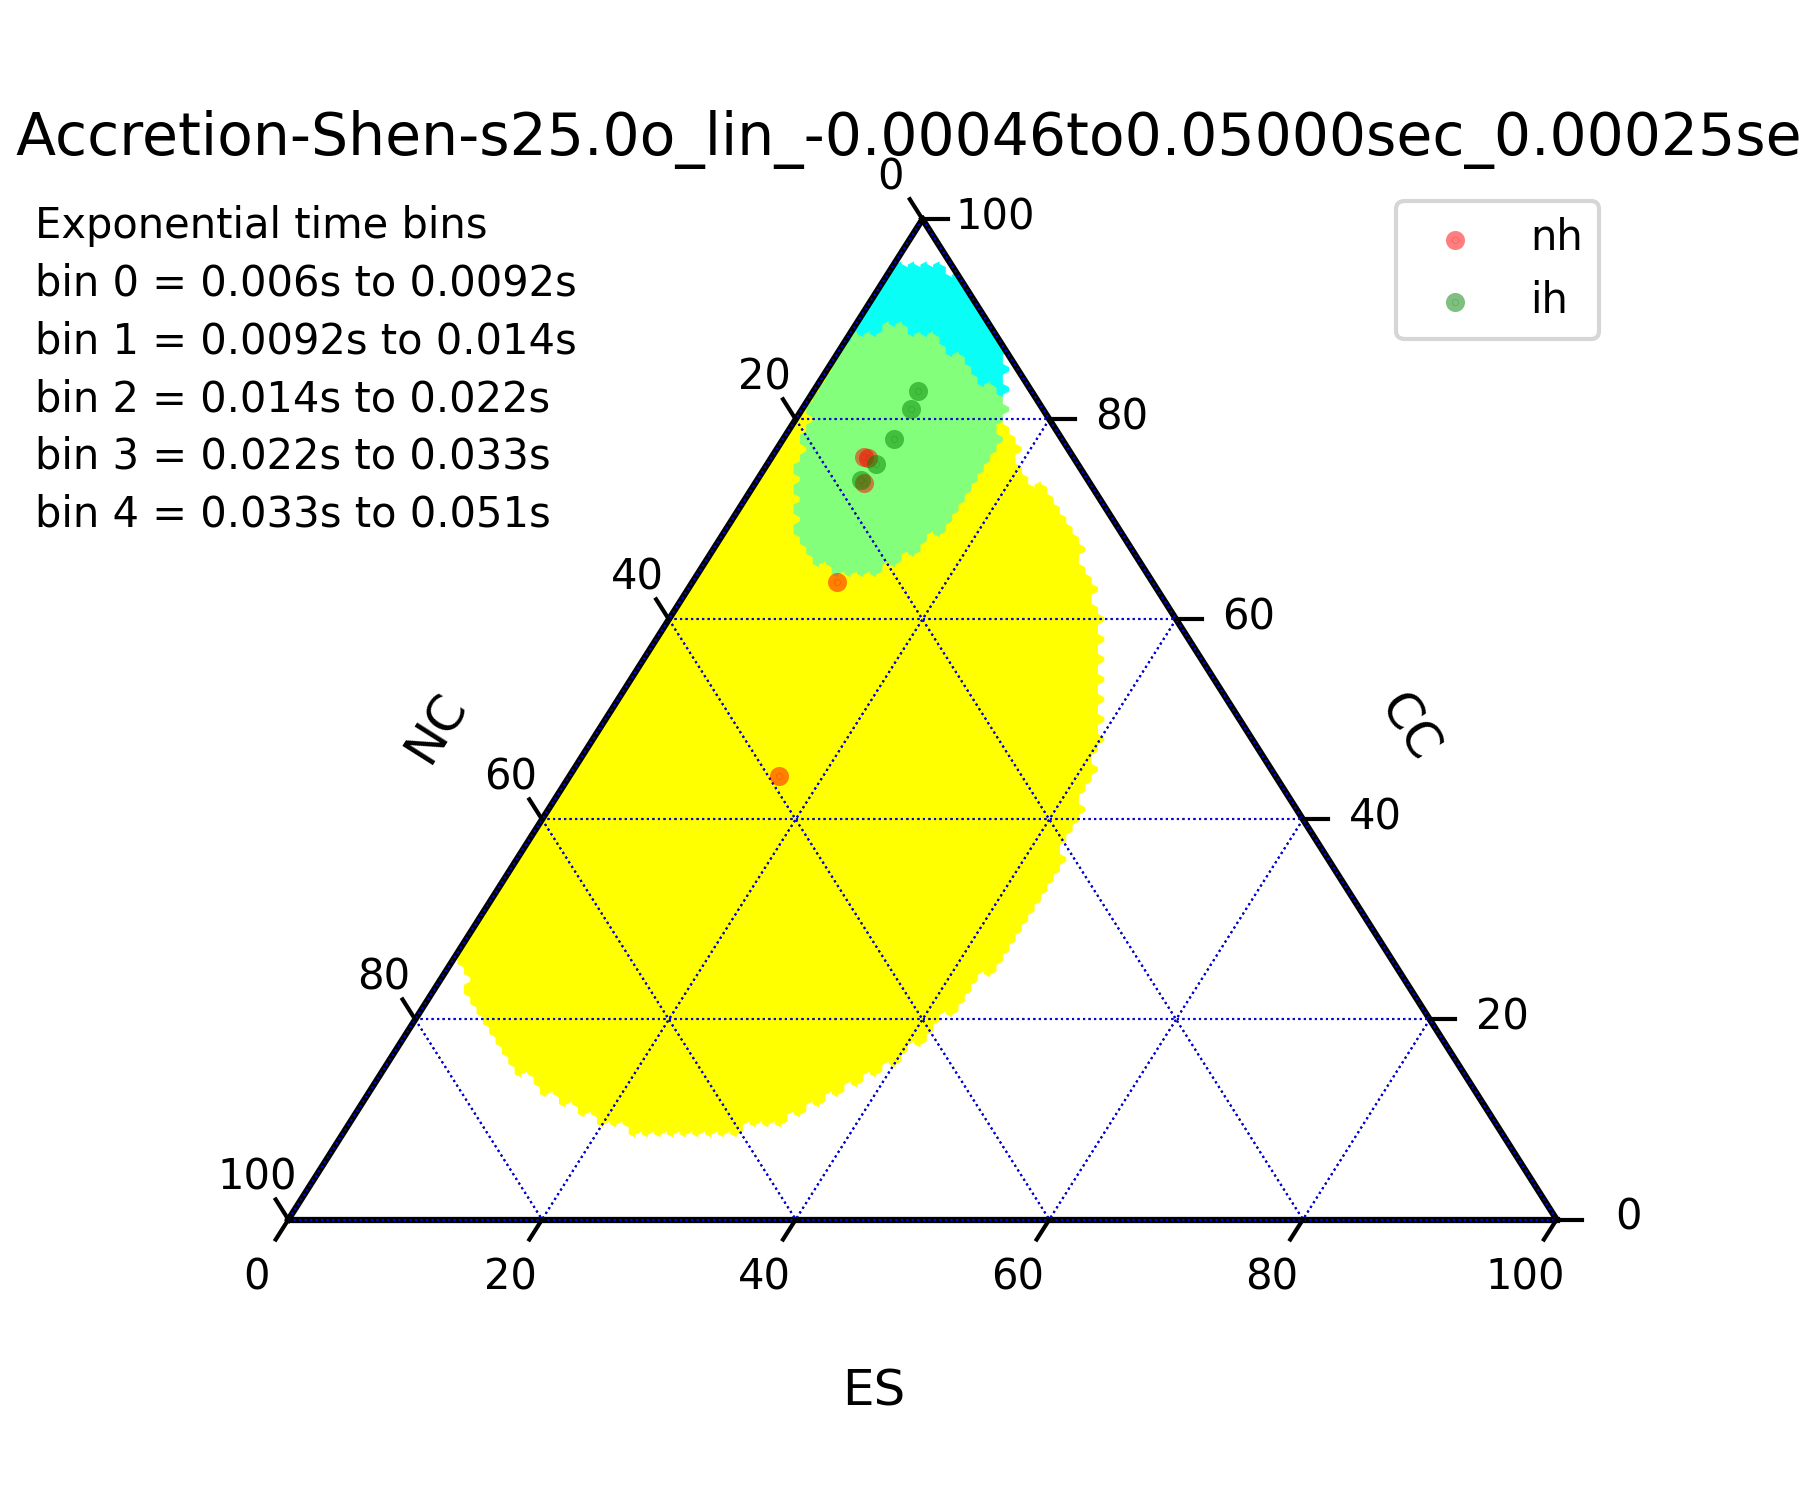 Accretion-Shen-s25.0o_lin_-0.00046to0.05000sec_0.00025se
Exponential time bins
bin 0 = 0.006s to 0.0092s
bin 1 = 0.0092s to 0.014s
bin 2 = 0.014s to 0.022s
bin 3 = 0.022s to 0.033s
bin 4 = 0.033s to 0.051s
nh
ih
0
100
20
80
40
60
NC
CC
60
40
80
20
100
0
0
20
40
60
80
100
ES